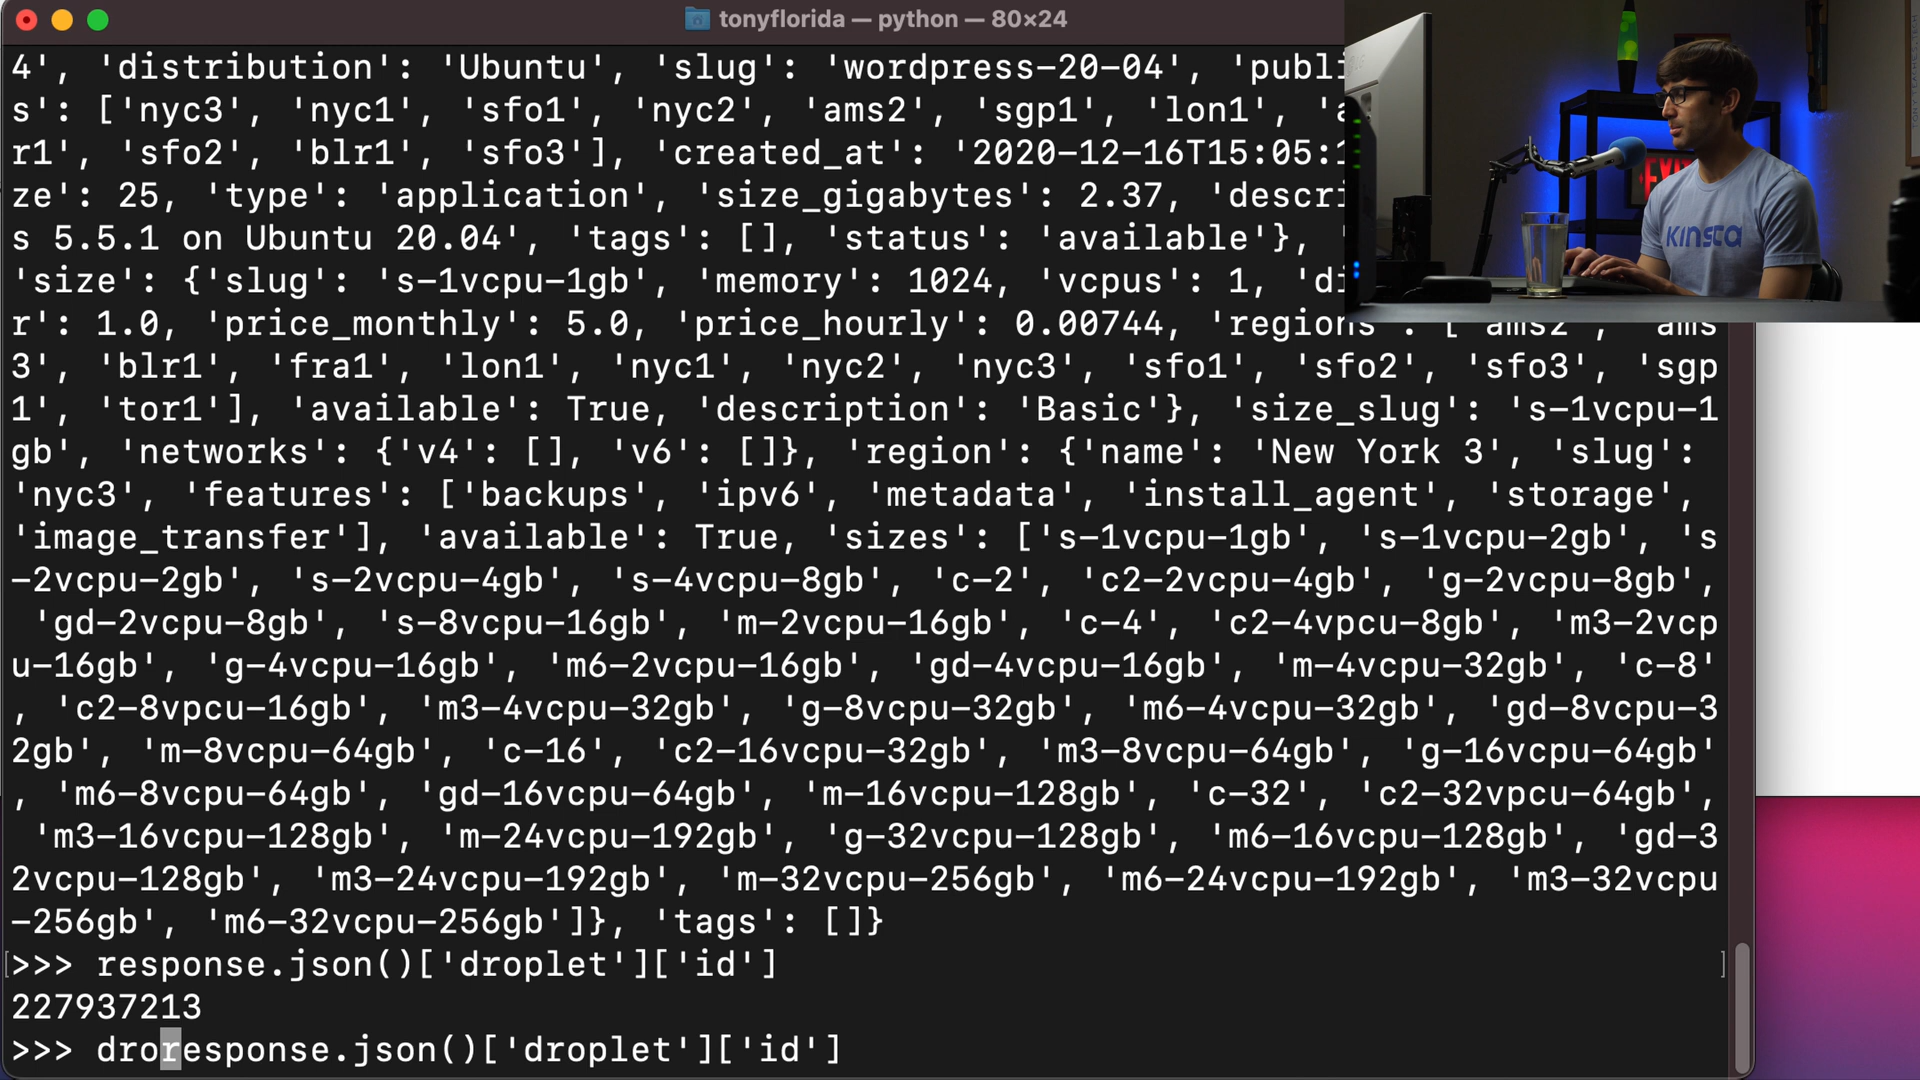 tonyflorida — python — 80×24
4', 'distribution': 'Ubuntu', 'slug': 'wordpress-20-04', 'publi
s': ['nyc3', 'nyc1', 'sfo1', 'nyc2', 'ams2', 'sgp1', 'lon1',
r1', 'sfo2', 'blr1', 'sfo3'], 'created_at': '2020-12-16T15:05:1
ze': 25, 'type': 'application', 'size_gigabytes': 2.37, 'descri
s 5.5.1 on Ubuntu 20.04', 'tags': [], 'status': 'available'},
'size': {'slug': 's-1vcpu-1gb', 'memory': 1024, 'vcpus': 1, 'di
r': 1.0, 'price_monthly': 5.0, 'price_hourly': 0.00744, 'regions': ['ams2', 'ams
3', 'blr1', 'fra1', 'lon1', 'nyc1', 'nyc2', 'nyc3', 'sfo1', 'sfo2', 'sfo3', 'sgp
1', 'tor1'], 'available': True, 'description': 'Basic'}, 'size_slug': 's-1vcpu-1
gb', 'networks': {'v4': [], 'v6': []}, 'region': {'name': 'New York 3', 'slug':
'nyc3', 'features': ['backups', 'ipv6', 'metadata', 'install_agent', 'storage',
'image_transfer'], 'available': True, 'sizes': ['s-1vcpu-1gb', 's-1vcpu-2gb', 's
-2vcpu-2gb', 's-2vcpu-4gb', 's-4vcpu-8gb', 'c-2', 'c2-2vcpu-4gb', 'g-2vcpu-8gb',
'gd-2vcpu-8gb', 's-8vcpu-16gb', 'm-2vcpu-16gb', 'c-4', 'c2-4vpcu-8gb', 'm3-2vcp
u-16gb', 'g-4vcpu-16gb', 'm6-2vcpu-16gb', 'gd-4vcpu-16gb', 'm-4vcpu-32gb', 'c-8'
, 'c2-8vpcu-16gb', 'm3-4vcpu-32gb', 'g-8vcpu-32gb', 'm6-4vcpu-32gb', 'gd-8vcpu-3
2gb', 'm-8vcpu-64gb', 'c-16', 'c2-16vcpu-32gb', 'm3-8vcpu-64gb', 'g-16vcpu-64gb'
, 'm6-8vcpu-64gb', 'gd-16vcpu-64gb', 'm-16vcpu-128gb', 'c-32', 'c2-32vpcu-64gb',
'm3-16vcpu-128gb', 'm-24vcpu-192gb', 'g-32vcpu-128gb', 'm6-16vcpu-128gb', 'gd-3
2vcpu-128gb', 'm3-24vcpu-192gb', 'm-32vcpu-256gb', 'm6-24vcpu-192gb', 'm3-32vcpu
-256gb', 'm6-32vcpu-256gb']}, 'tags': []}
[>>> response.json()['droplet']['id'] ]
227937213
>>> droresponse.json()['droplet']['id']
KINSTA